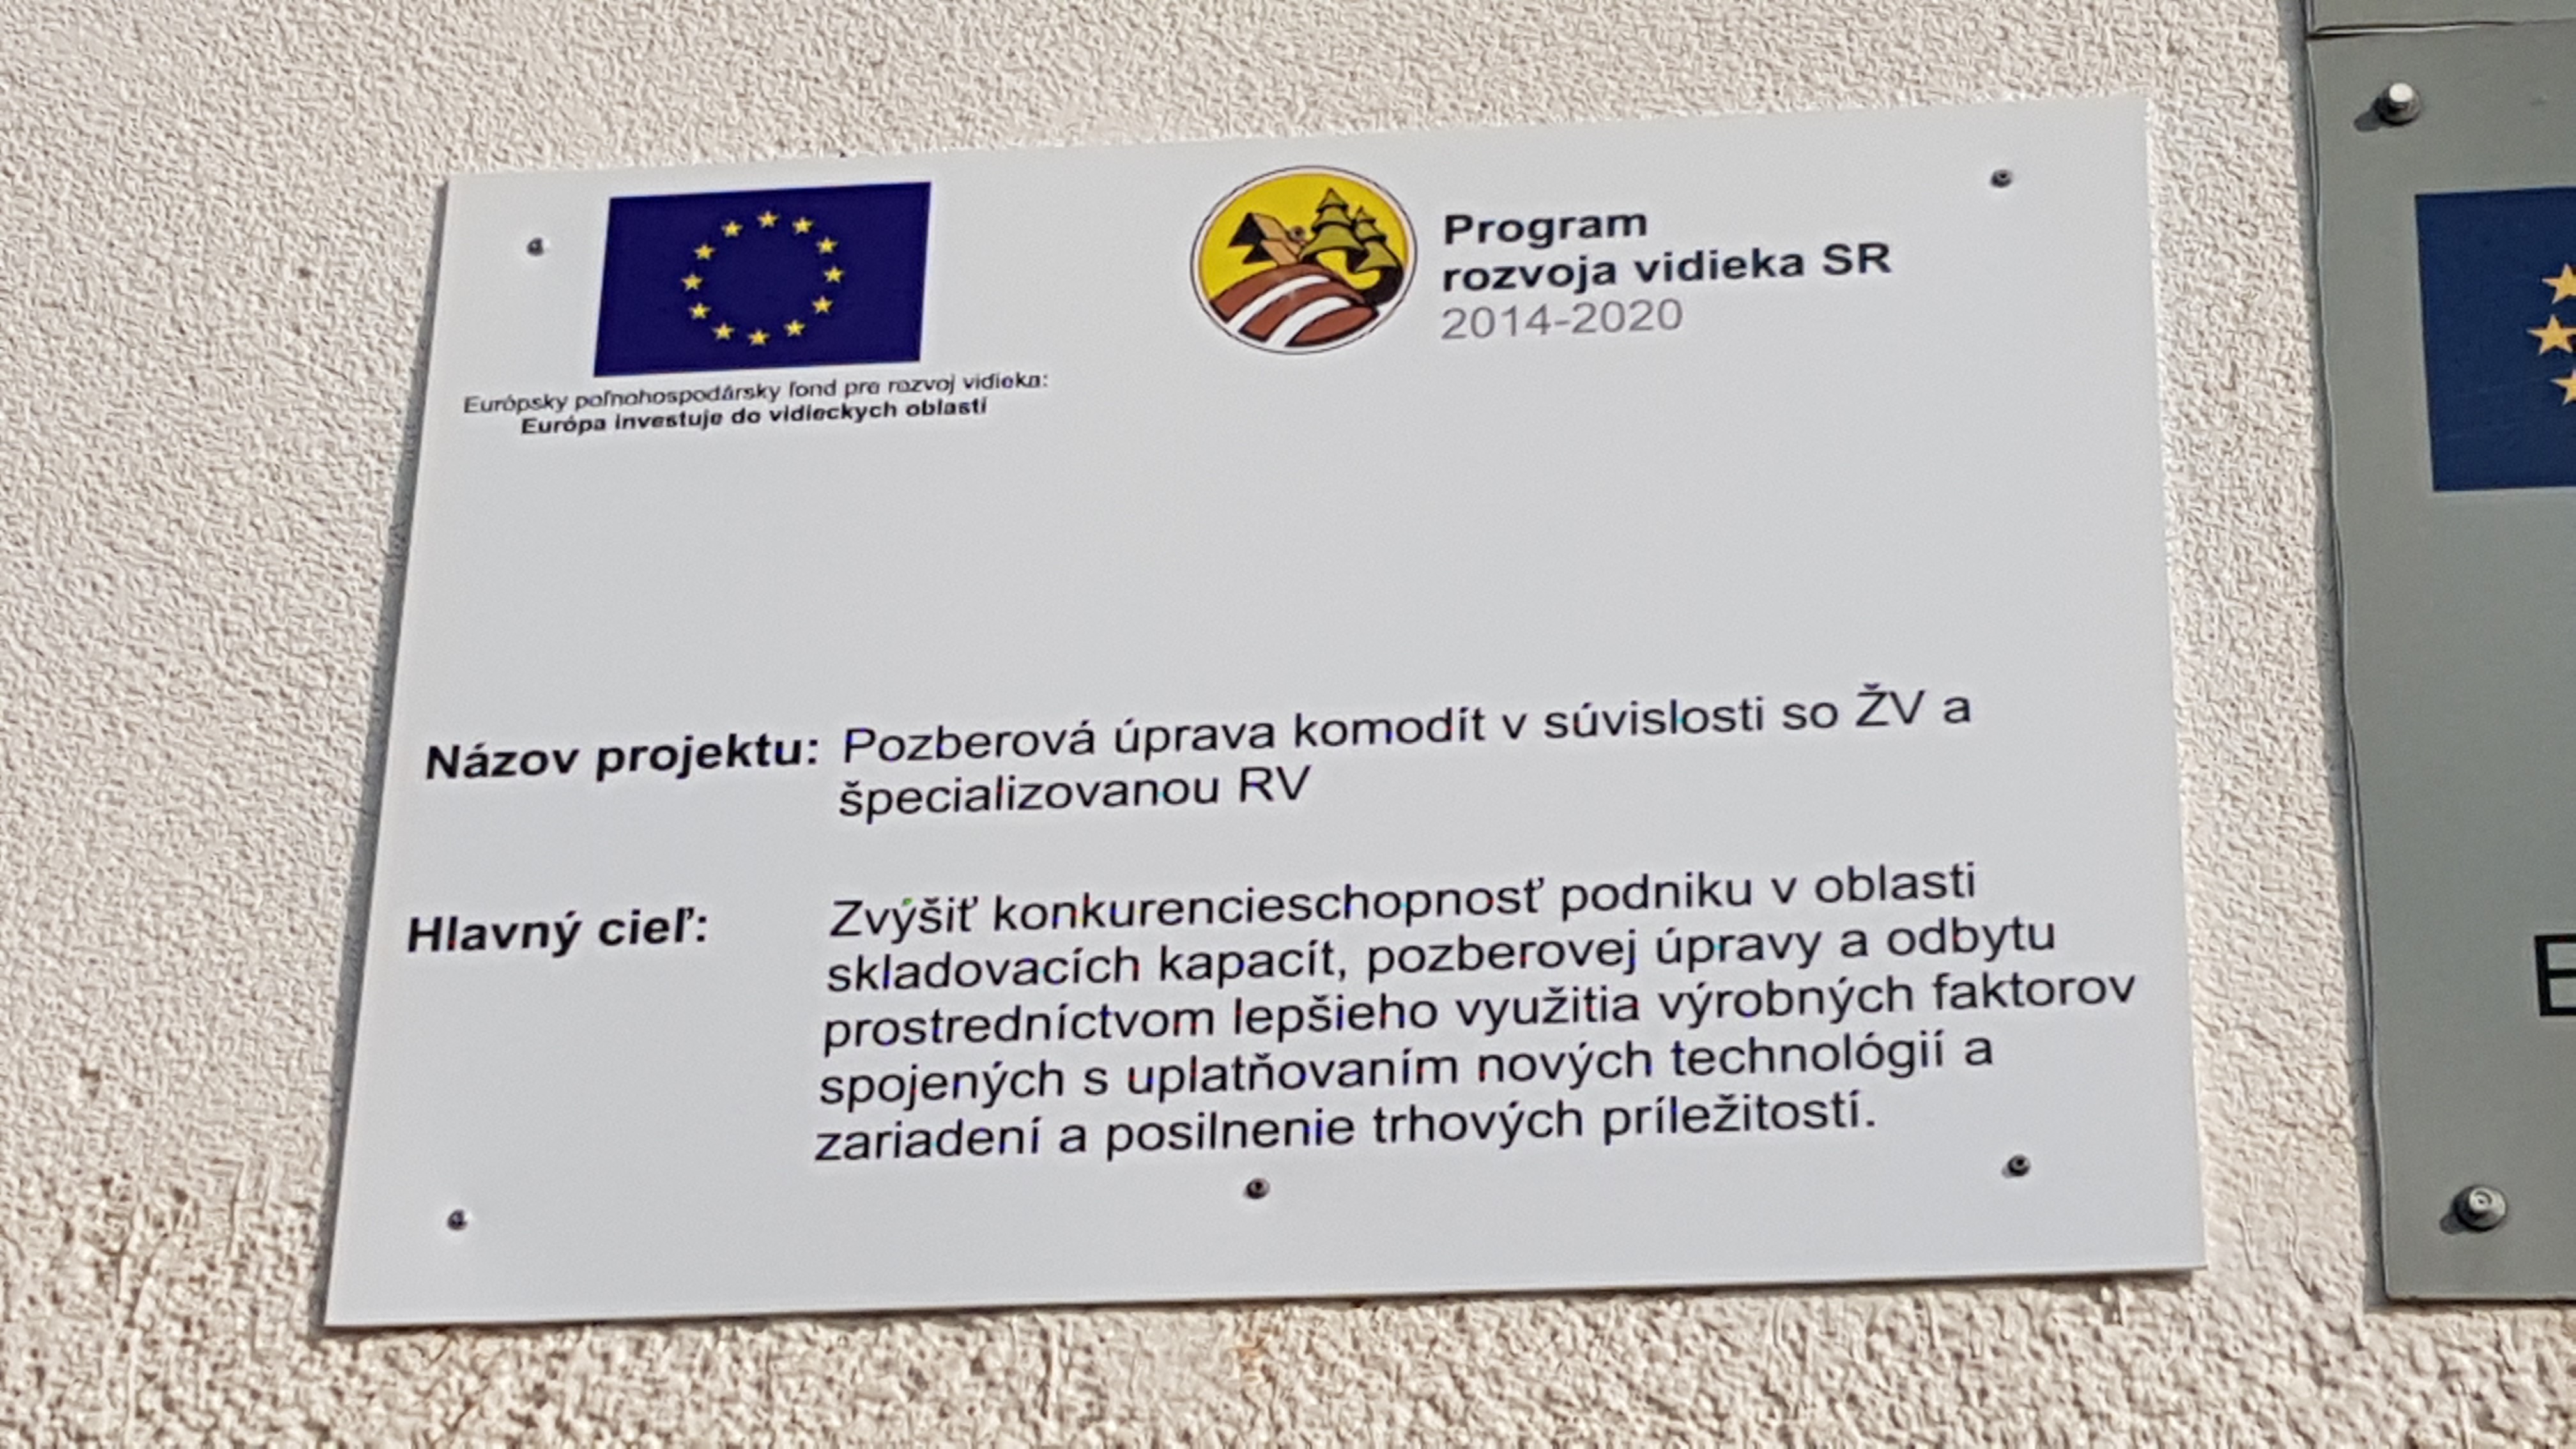 Európsky poľnohospodársky fond pre rozvoj vidieka:
Európa investuje do vidieckych oblastí
Program
rozvoja vidieka SR
2014-2020
Názov projektu: Pozberová úprava komodít v súvislosti so ŽV a
špecializovanou RV
Hlavný cieľ: Zvýšiť konkurencieschopnosť podniku v oblasti
skladovacích kapacít, pozberovej úpravy a odbytu
prostredníctvom lepšieho využitia výrobných faktorov
spojených s uplatňovaním nových technológií a
zariadení a posilnenie trhových príležitostí.